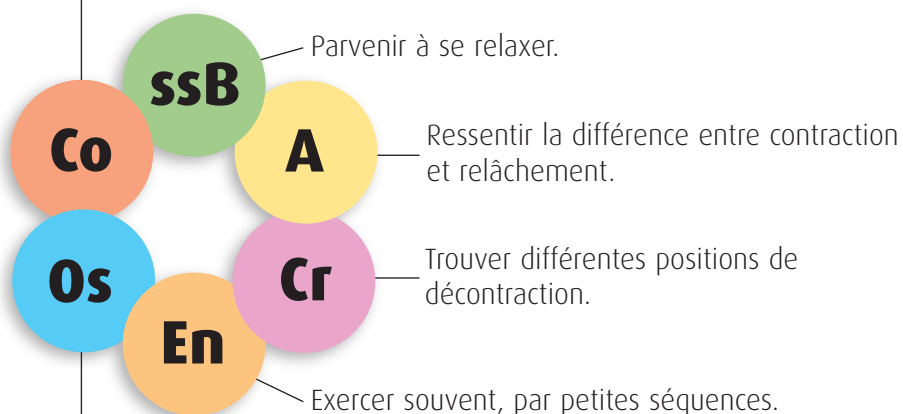 ssB
Parvenir à se relaxer.
Co
A
Ressentir la différence entre contraction
et relâchement.
Os
Cr
Trouver différentes positions de
décontraction.
En
Exercer souvent, par petites séquences.